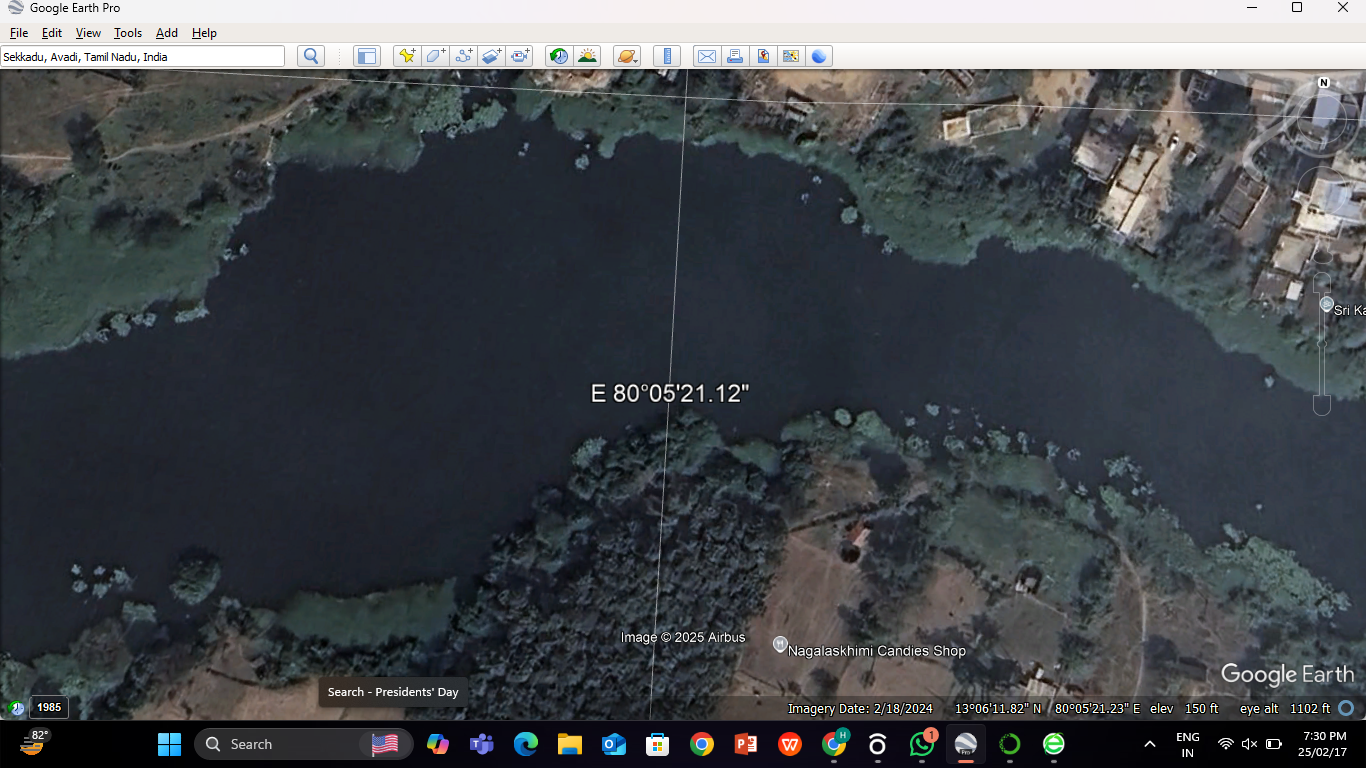 Google Earth Pro
File Edit View Tools Add Help
Sekkadu, Avadi, Tamil Nadu, India
N
Sri Ka
E 80°05'21.12"
Image © 2025 Airbus
Nagalaskhimi Candies Shop
Google Earth
Search - Presidents' Day
1985
Imagery Date: 2/18/2024 13°06'11.82" N 80°05'21.23" E elev 150 ft eye alt 1102 ft
82°
Search
H
1
Pro
ENG
IN
7:30 PM
25/02/17